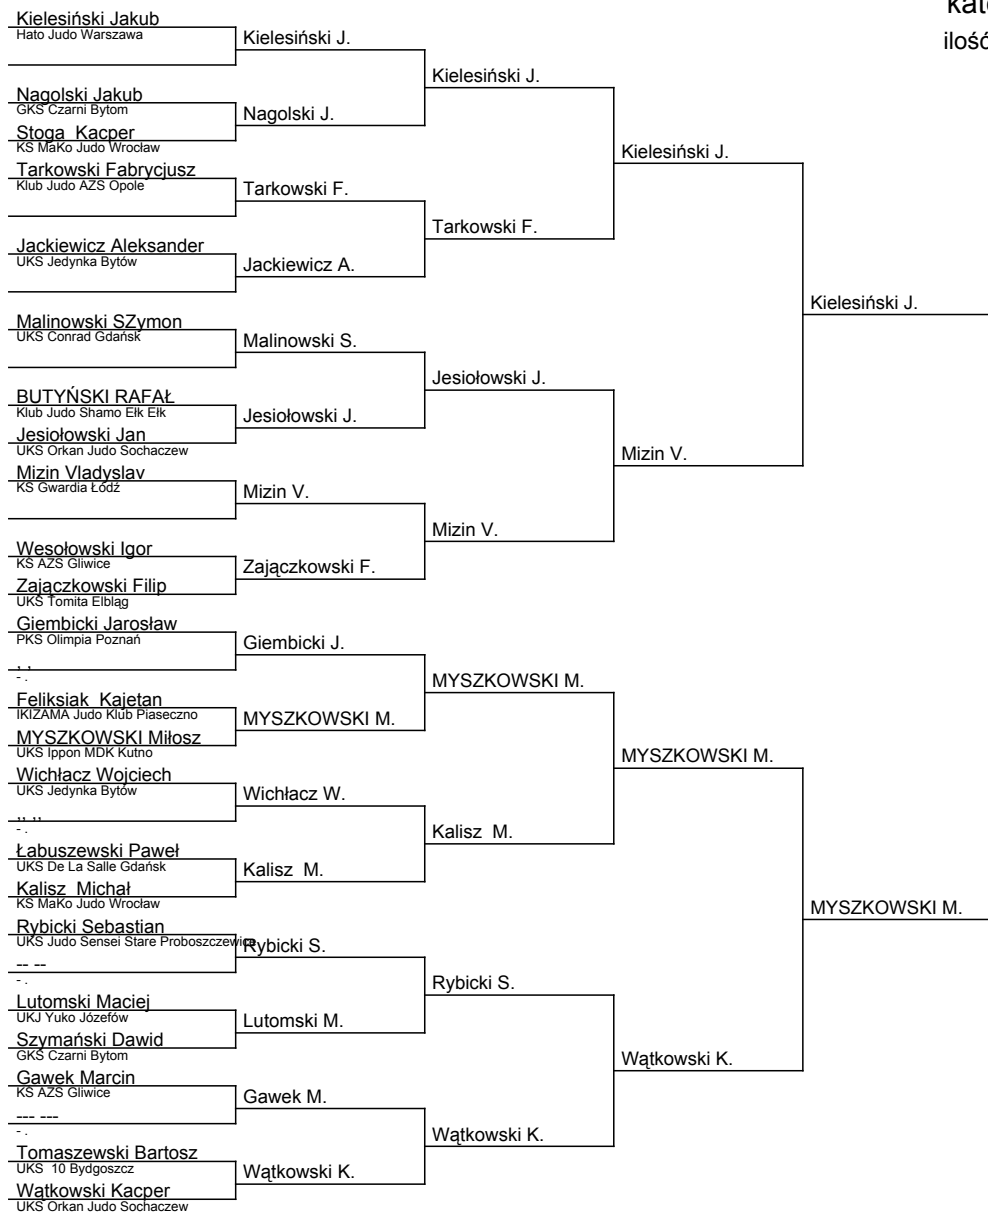 kat
ilość
Kielesiński Jakub
Hato Judo Warszawa
Nagolski Jakub
GKS Czarni Bytom
Stoga  Kacper
KS MaKo Judo Wrocław
Tarkowski Fabrycjusz
Klub Judo AZS Opole
Jackiewicz Aleksander
UKS Jedynka Bytów
Malinowski SZymon
UKS Conrad Gdańsk
BUTYŃSKI RAFAŁ
Klub Judo Shamo Ełk Ełk
Jesiołowski Jan
UKS Orkan Judo Sochaczew
Mizin Vladyslav
KS Gwardia Łódź
Wesołowski Igor
KS AZS Gliwice
Zajączkowski Filip
UKS Tomita Elbląg
Giembicki Jarosław
PKS Olimpia Poznań
, ,
- .
Feliksiak  Kajetan
IKIZAMA Judo Klub Piaseczno
MYSZKOWSKI Miłosz
UKS Ippon MDK Kutno
Wichłacz Wojciech
UKS Jedynka Bytów
,, ,,
- .
Łabuszewski Paweł
UKS De La Salle Gdańsk
Kalisz  Michał
KS MaKo Judo Wrocław
Rybicki Sebastian
UKS Judo Sensei Stare Proboszczewice
-- --
- .
Lutomski Maciej
UKJ Yuko Józefów
Szymański Dawid
GKS Czarni Bytom
Gawek Marcin
KS AZS Gliwice
--- ---
- .
Tomaszewski Bartosz
UKS  10 Bydgoszcz
Wątkowski Kacper
UKS Orkan Judo Sochaczew
Kielesiński J.
Nagolski J.
Tarkowski F.
Jackiewicz A.
Malinowski S.
Jesiołowski J.
Mizin V.
Zajączkowski F.
Giembicki J.
MYSZKOWSKI M.
Wichłacz W.
Kalisz  M.
Rybicki S.
Lutomski M.
Gawek M.
Wątkowski K.
Kielesiński J.
Tarkowski F.
Jesiołowski J.
Mizin V.
MYSZKOWSKI M.
Kalisz  M.
Rybicki S.
Wątkowski K.
Kielesiński J.
Mizin V.
MYSZKOWSKI M.
Wątkowski K.
Kielesiński J.
MYSZKOWSKI M.